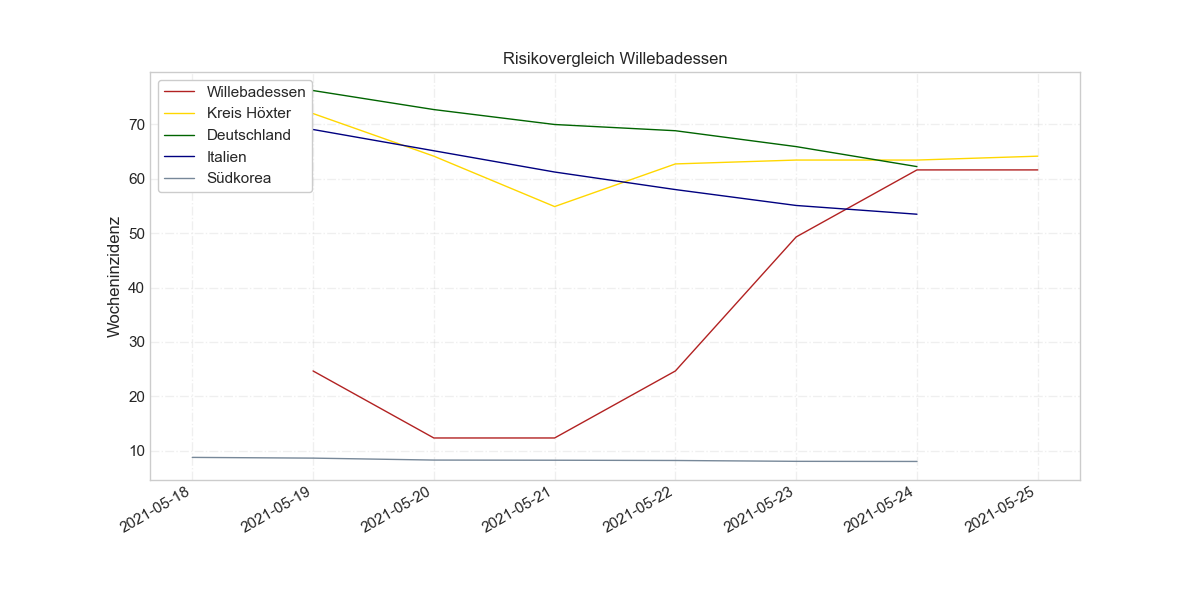 Risikovergleich Willebadessen
Willebadessen
Kreis Höxter
Deutschland
Italien
Südkorea
Wocheninzidenz
70
60
50
40
30
20
10
2021-05-18
2021-05-19
2021-05-20
2021-05-21
2021-05-22
2021-05-23
2021-05-24
2021-05-25